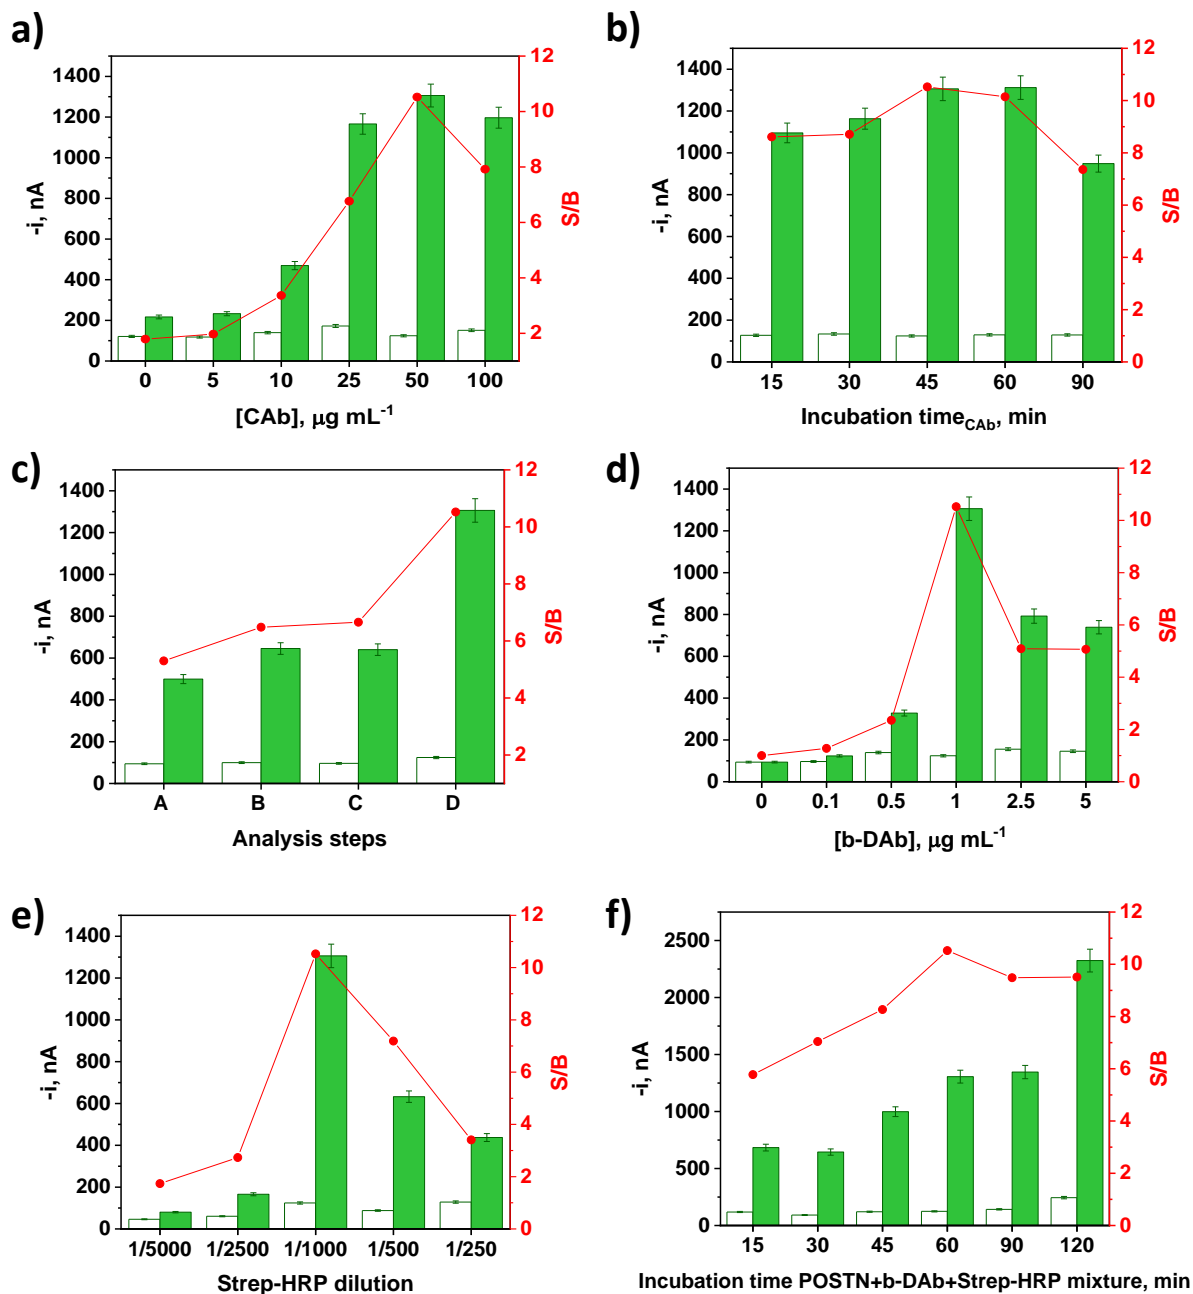 a)
1400
1200
1000
800
600
400
200
0
-i, nA
12
10
8
6
4
2
S/B
0 5 10 25 50 100
[CAb], μg mL⁻¹
b)
1400
1200
1000
800
600
400
200
0
-i, nA
12
10
8
6
4
2
0
S/B
15 30 45 60 90
Incubation time_CAb, min
c)
1400
1200
1000
800
600
400
200
0
-i, nA
12
10
8
6
4
2
S/B
A B C D
Analysis steps
d)
1400
1200
1000
800
600
400
200
0
-i, nA
12
10
8
6
4
2
0
S/B
0 0.1 0.5 1 2.5 5
[b-DAb], μg mL⁻¹
e)
1400
1200
1000
800
600
400
200
0
-i, nA
12
10
8
6
4
2
0
S/B
1/5000 1/2500 1/1000 1/500 1/250
Strep-HRP dilution
f)
2500
2000
1500
1000
500
0
-i, nA
12
10
8
6
4
2
0
S/B
15 30 45 60 90 120
Incubation time POSTN+b-DAb+Strep-HRP mixture, min